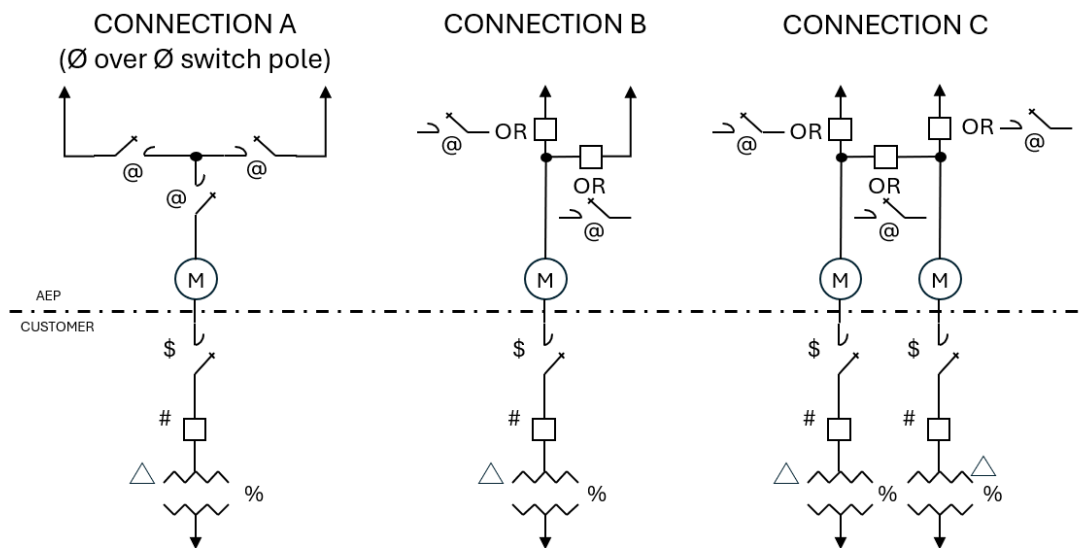 CONNECTION A
(Ø over Ø switch pole)
CONNECTION B
CONNECTION C
@
@
@
OR
@
OR
@
OR
@
OR
@
OR
@
M
M
M
M
AEP
CUSTOMER
$
$
$
$
#
#
#
#
%
%
%
%